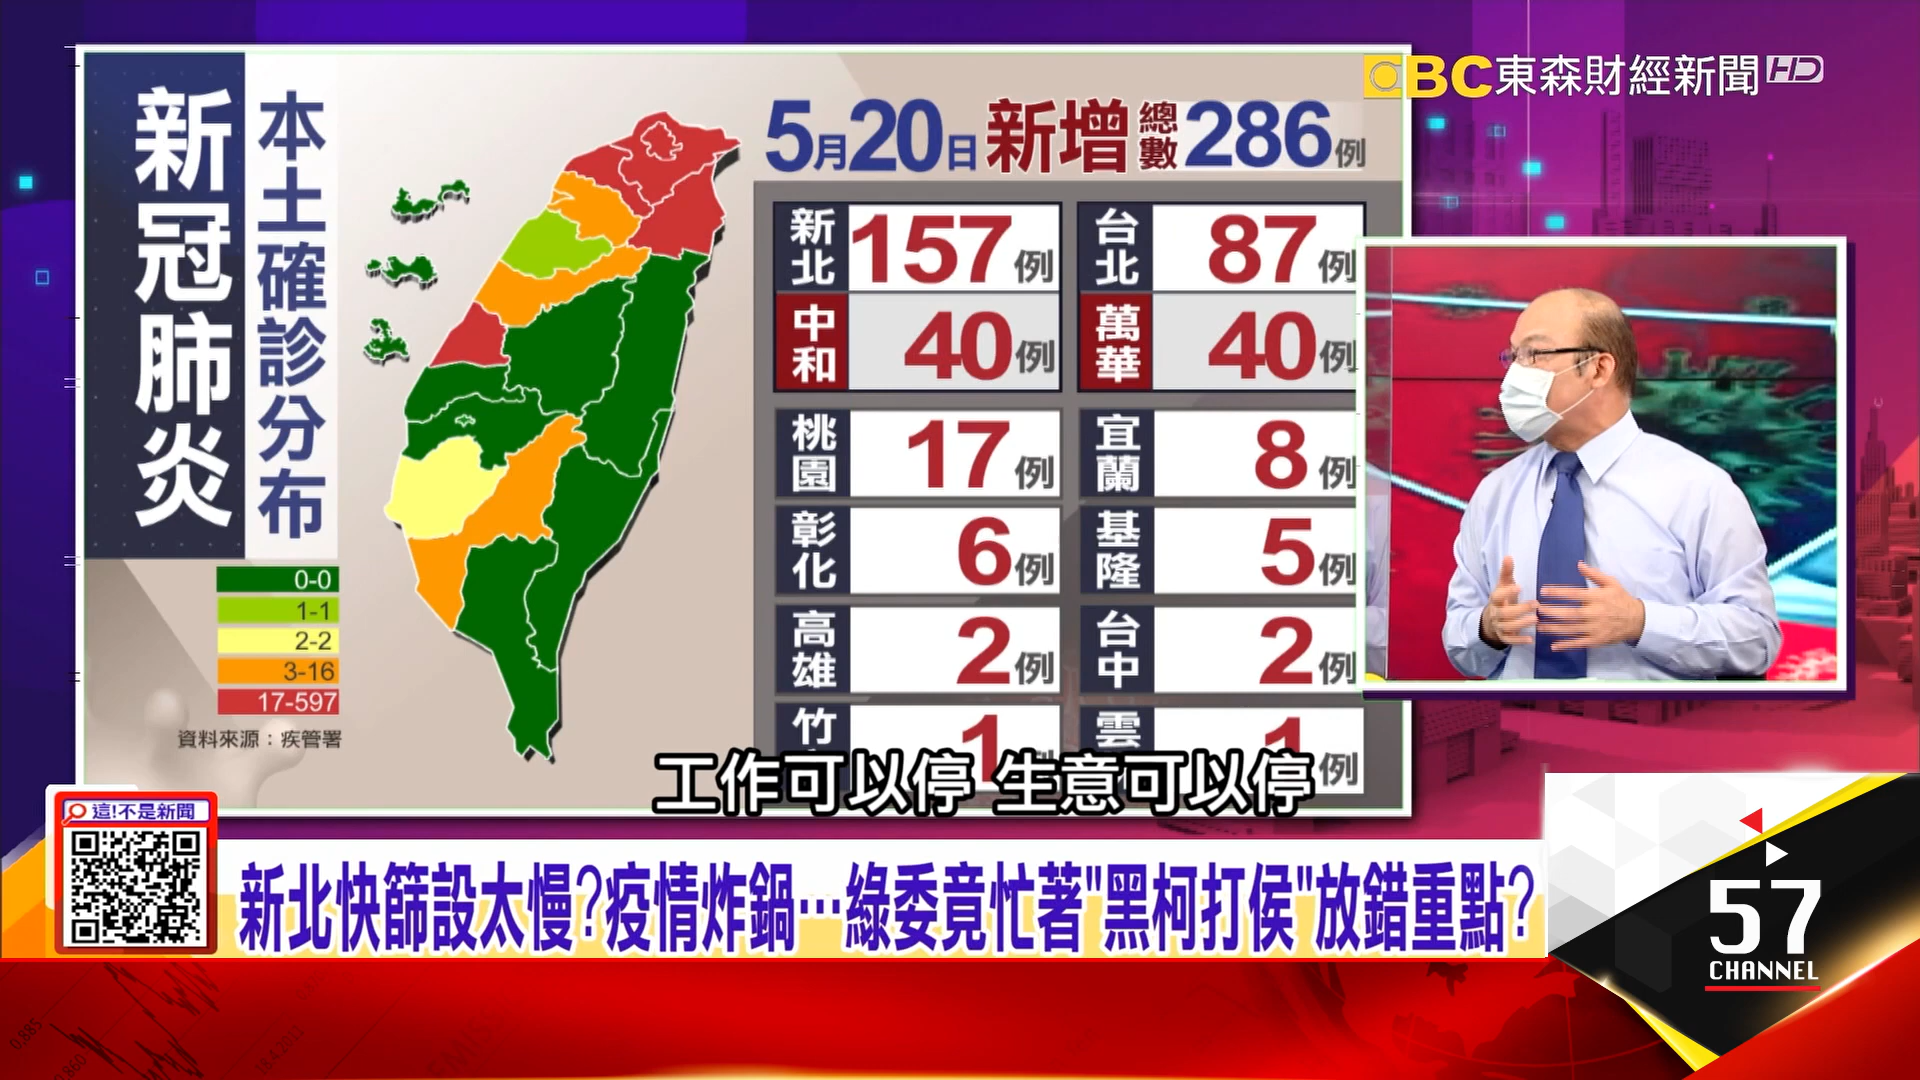 新冠肺炎
本土確診分布
5月20日新增總數286例
新北 157例
台北 87例
中和 40例
萬華 40例
桃園 17例
宜蘭 8例
彰化 6例
基隆 5例
高雄 2例
台中 2例
竹 1
雲 1例
0-0
1-1
2-2
3-16
17-597
資料來源：疾管署
EBC東森財經新聞HD
工作可以停 生意可以停
這!不是新聞
新北快篩設太慢?疫情炸鍋…綠委竟忙著"黑柯打侯"放錯重點?
57
CHANNEL